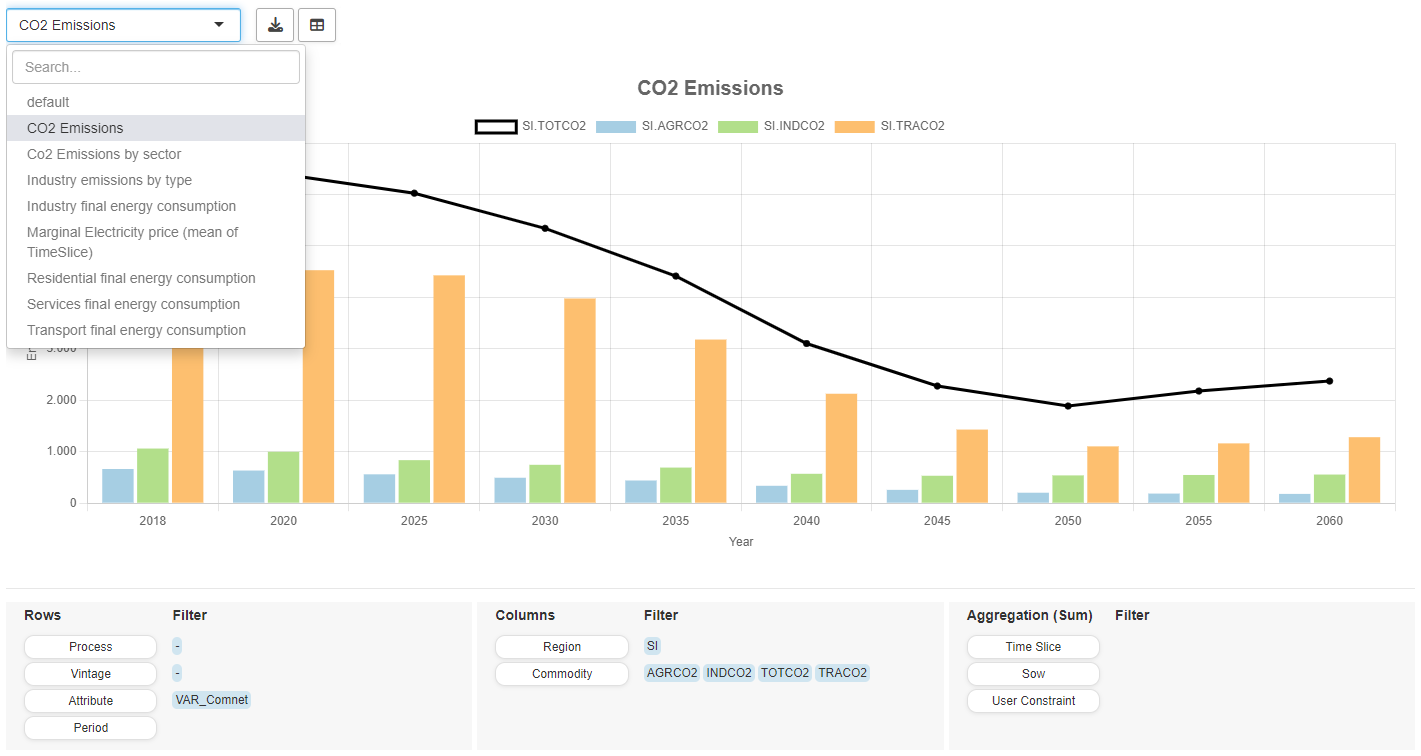 CO2 Emissions
Search...
default
CO2 Emissions
Co2 Emissions by sector
Industry emissions by type
Industry final energy consumption
Marginal Electricity price (mean of
TimeSlice)
Residential final energy consumption
Services final energy consumption
Transport final energy consumption
CO2 Emissions
SI.TOTCO2 SI.AGRCO2 SI.INDCO2 SI.TRACO2
2.000
1.000
0
2018 2020 2025 2030 2035 2040 2045 2050 2055 2060
Year
Rows Filter
Process -
Vintage -
Attribute VAR_Comnet
Period
Columns Filter
Region SI
Commodity AGRCO2 INDCO2 TOTCO2 TRACO2
Aggregation (Sum) Filter
Time Slice
Sow
User Constraint